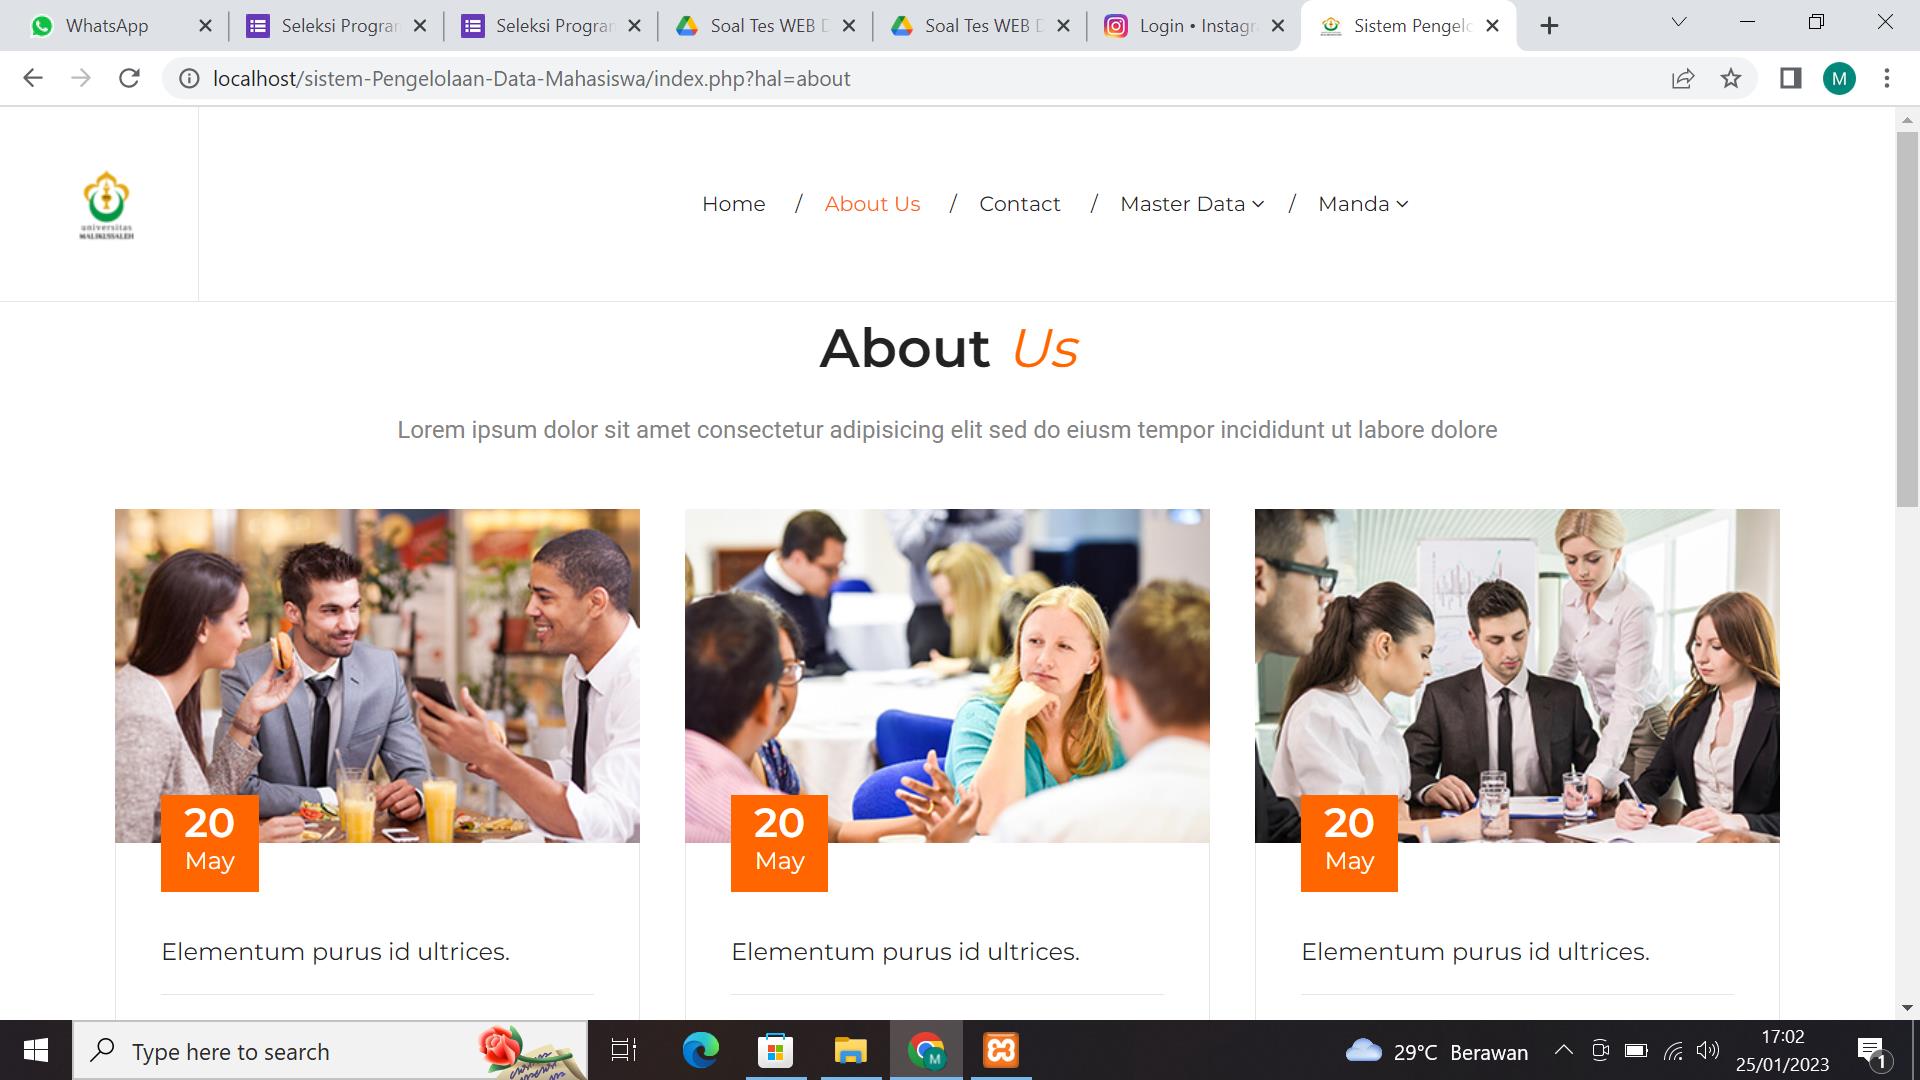 WhatsApp
Seleksi Progran
Seleksi Progran
Soal Tes WEB D
Soal Tes WEB D
Login • Instagr
Sistem Pengelo
localhost/sistem-Pengelolaan-Data-Mahasiswa/index.php?hal=about
M
universitas
MALIKUSSALEH
Home / About Us / Contact / Master Data / Manda
About Us
Lorem ipsum dolor sit amet consectetur adipisicing elit sed do eiusm tempor incididunt ut labore dolore
20
May
Elementum purus id ultrices.
20
May
Elementum purus id ultrices.
20
May
Elementum purus id ultrices.
Type here to search
M
29°C Berawan
17:02
25/01/2023
1